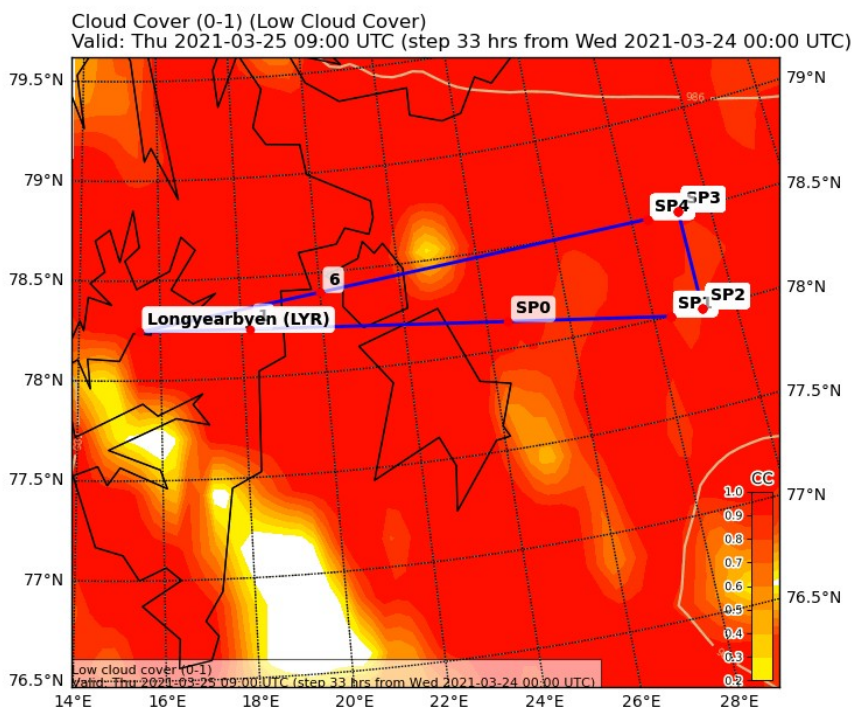 Cloud Cover (0-1) (Low Cloud Cover)
Valid: Thu 2021-03-25 09:00 UTC (step 33 hrs from Wed 2021-03-24 00:00 UTC)
79.5°N
79°N
986
79°N
78.5°N
SP3
SP4
78.5°N
6
78°N
SP2
SP1
SP0
Longyearbyen (LYR)
78°N
77.5°N
77.5°N
CC
1.0
77°N
0.9
0.8
0.7
77°N
0.6
76.5°N
0.5
0.4
0.3
0.2
Low cloud cover (0-1)
Valid: Thu 2021-03-25 09:00 UTC (step 33 hrs from Wed 2021-03-24 00:00 UTC)
76.5°N
14°E
16°E
18°E
20°E
22°E
24°E
26°E
28°E